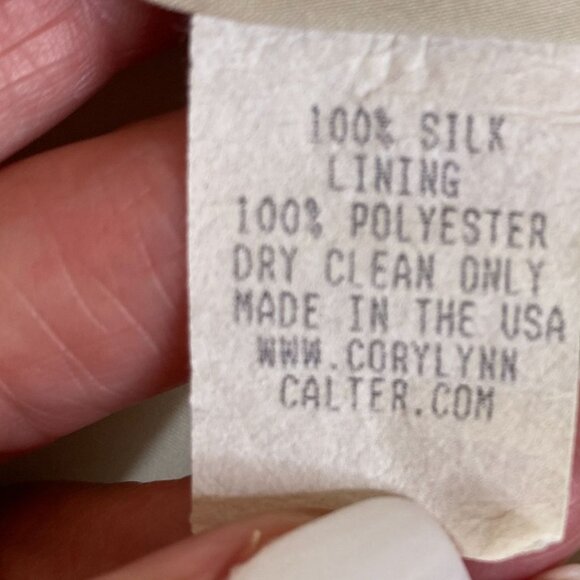 100% SILK
LINING
100% POLYESTER
DRY CLEAN ONLY
MADE IN THE USA
WWW.CORYLYNN
CALTER.COM